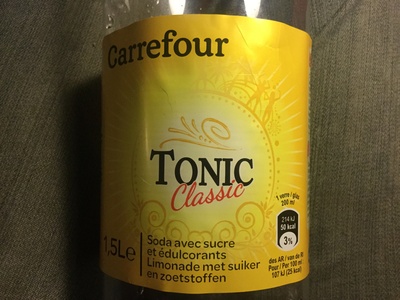 Carrefour
TONIC
Classic
1,5L e
Soda avec sucre
et édulcorants
Limonade met suiker
en zoetstoffen
1 verre / glas
200 ml
214 kJ
50 kcal
3%
des AR / van de RI
Pour / Per 100 ml
107 kJ (25 kcal)